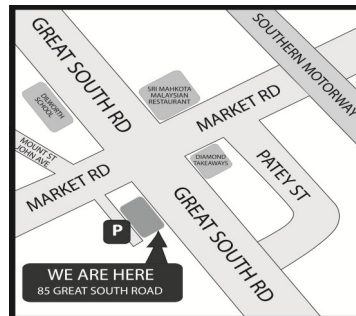 GREAT SOUTH RD
SOUTHERN MOTORWAY
SRI MAHKOTA
MALAYSIAN
RESTAURANT
DILWORTH
SCHOOL
MARKET RD
MOUNT ST
JOHN AVE
DIAMOND
TAKEAWAYS
PATEY ST
MARKET RD
GREAT SOUTH RD
P
WE ARE HERE
85 GREAT SOUTH ROAD